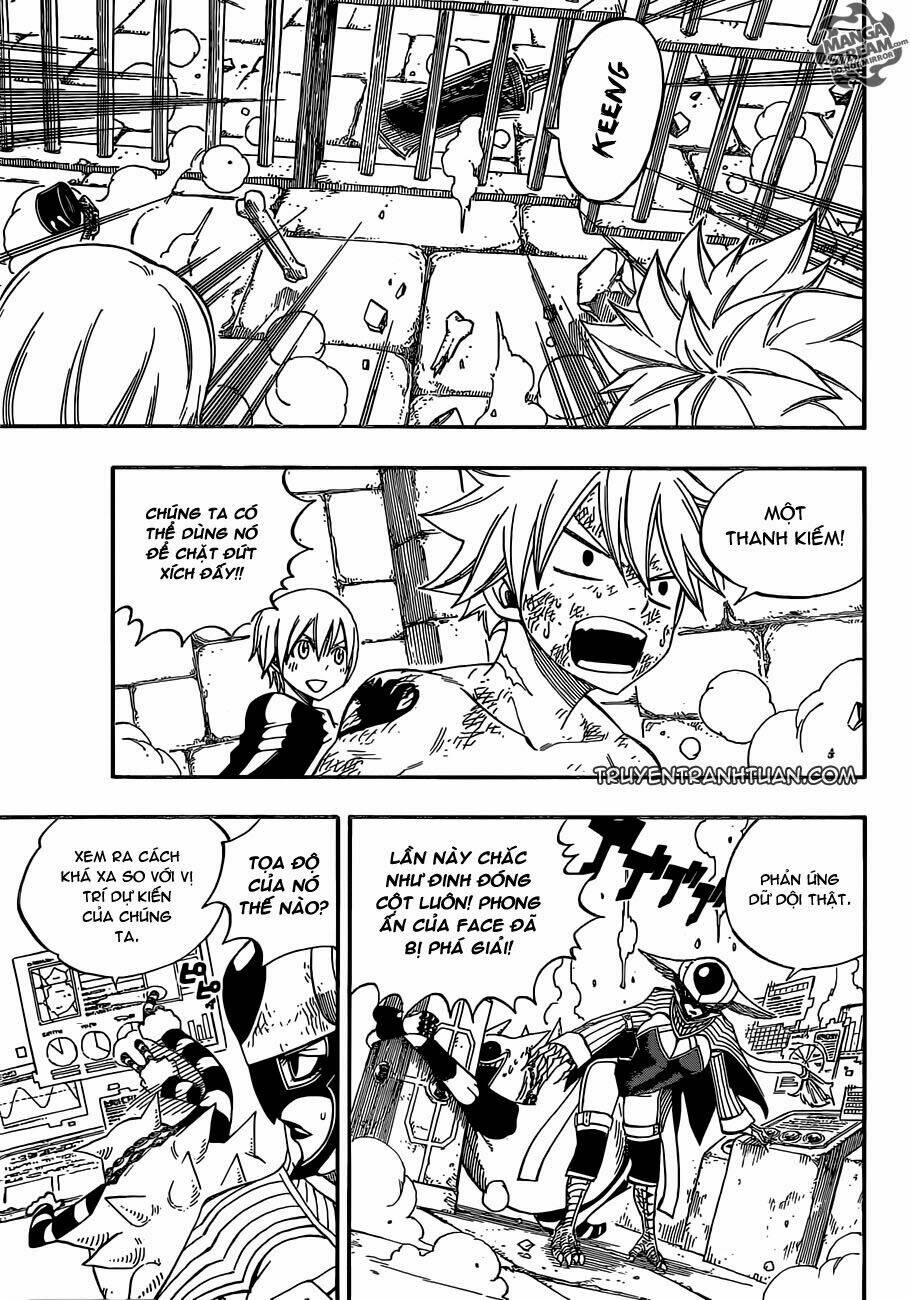 MANGA
STREAM.com
KEENG
MỘT
THANH KIẾM!
CHÚNG TA CÓ
THỂ DÙNG NÓ
ĐỂ CHẶT ĐỨT
XÍCH ĐẤY!!
TRUYENTRANHTUAN.COM
PHẢN ỨNG
DỮ DỘI THẬT.
LẦN NÀY CHẮC
NHƯ ĐINH ĐÓNG
CỘT LUÔN! PHONG
ẤN CỦA FACE ĐÃ
BỊ PHÁ GIẢI!
TỌA ĐỘ
CỦA NÓ
THẾ NÀO?
XEM RA CÁCH
KHÁ XA SO VỚI VỊ
TRÍ DỰ KIẾN
CỦA CHÚNG
TA.
ピピ